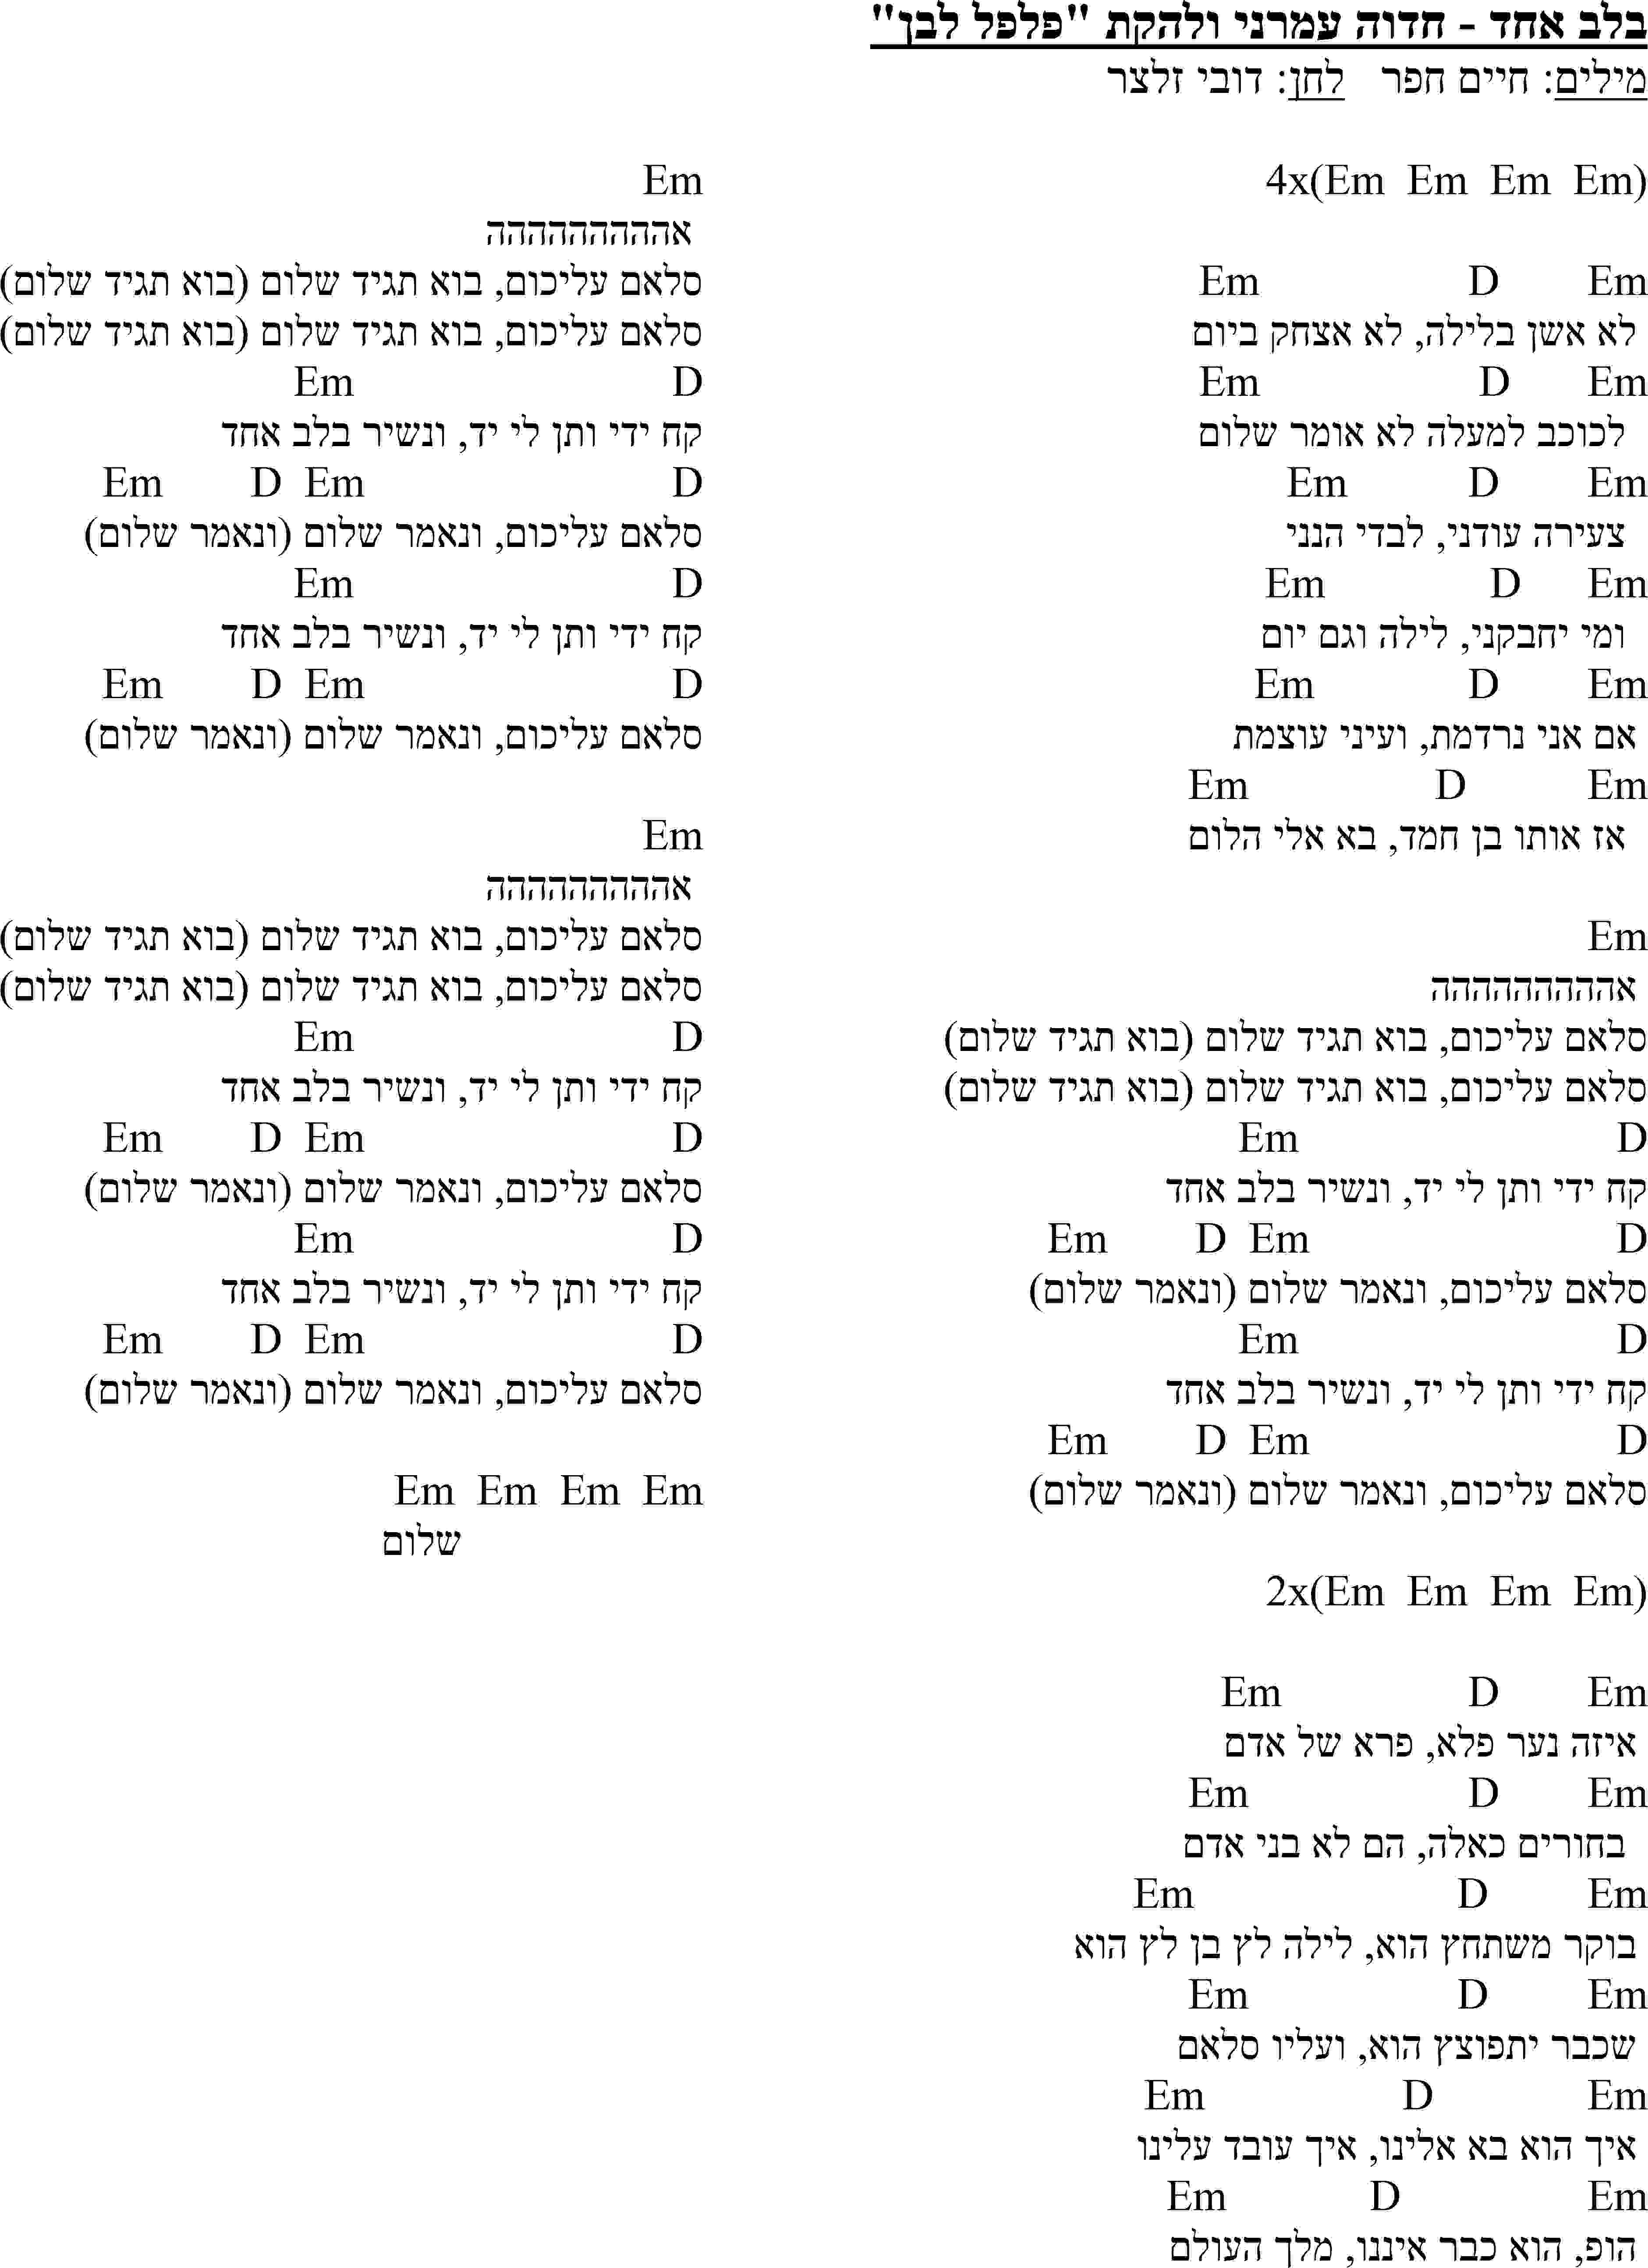 בלב אחד - חדוה עמרני ולהקת "פלפל לבן"
מילים: חיים חפר   לחן: דובי זלצר
4x(Em  Em  Em  Em)
Em D Em
לא אשן בלילה, לא אצחק ביום
Em D Em
לכוכב למעלה לא אומר שלום
Em D Em
צעירה עודני, לבדי הנני
Em D Em
ומי יחבקני, לילה וגם יום
Em D Em
אם אני נרדמת, ועיני עוצמת
Em D Em
אז אותו בן חמד, בא אלי הלום
Em
אההההההההההה
סלאם עליכום, בוא תגיד שלום (בוא תגיד שלום)
סלאם עליכום, בוא תגיד שלום (בוא תגיד שלום)
Em D
קח ידי ותן לי יד, ונשיר בלב אחד
Em D Em D
סלאם עליכום, ונאמר שלום (ונאמר שלום)
Em D
קח ידי ותן לי יד, ונשיר בלב אחד
Em D Em D
סלאם עליכום, ונאמר שלום (ונאמר שלום)
2x(Em  Em  Em  Em)
Em D Em
איזה נער פלא, פרא של אדם
Em D Em
בחורים כאלה, הם לא בני אדם
Em D Em
בוקר משתחץ הוא, לילה לץ בן לץ הוא
Em D Em
שכבר יתפוצץ הוא, ועליו סלאם
Em D Em
איך הוא בא אלינו, איך עובד עלינו
Em D Em
הופ, הוא כבר איננו, מלך העולם
Em
אההההההההההה
סלאם עליכום, בוא תגיד שלום (בוא תגיד שלום)
סלאם עליכום, בוא תגיד שלום (בוא תגיד שלום)
Em D
קח ידי ותן לי יד, ונשיר בלב אחד
Em D Em D
סלאם עליכום, ונאמר שלום (ונאמר שלום)
Em D
קח ידי ותן לי יד, ונשיר בלב אחד
Em D Em D
סלאם עליכום, ונאמר שלום (ונאמר שלום)
Em
אההההההההההה
סלאם עליכום, בוא תגיד שלום (בוא תגיד שלום)
סלאם עליכום, בוא תגיד שלום (בוא תגיד שלום)
Em D
קח ידי ותן לי יד, ונשיר בלב אחד
Em D Em D
סלאם עליכום, ונאמר שלום (ונאמר שלום)
Em D
קח ידי ותן לי יד, ונשיר בלב אחד
Em D Em D
סלאם עליכום, ונאמר שלום (ונאמר שלום)
Em  Em  Em  Em
שלום